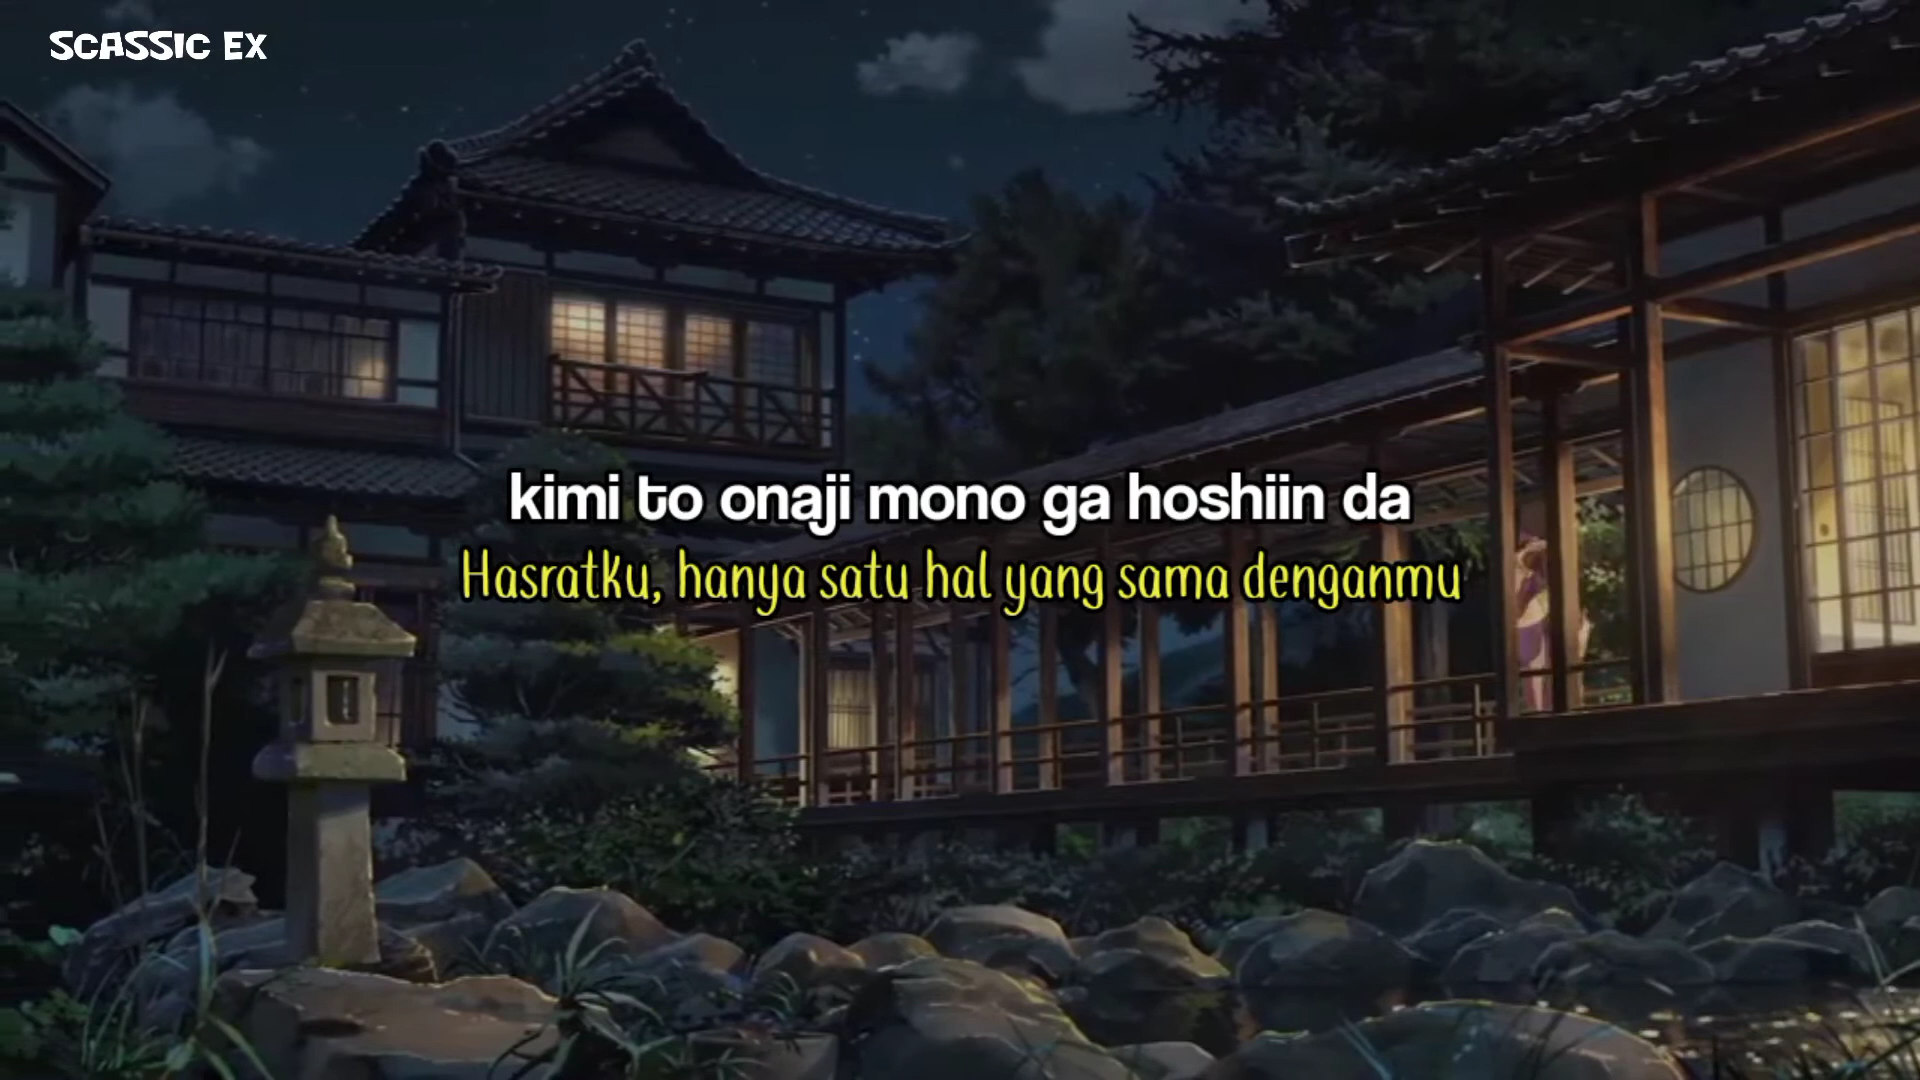 SCASSIC EX
kimi to onaji mono ga hoshiin da
Hasratku, hanya satu hal yang sama denganmu